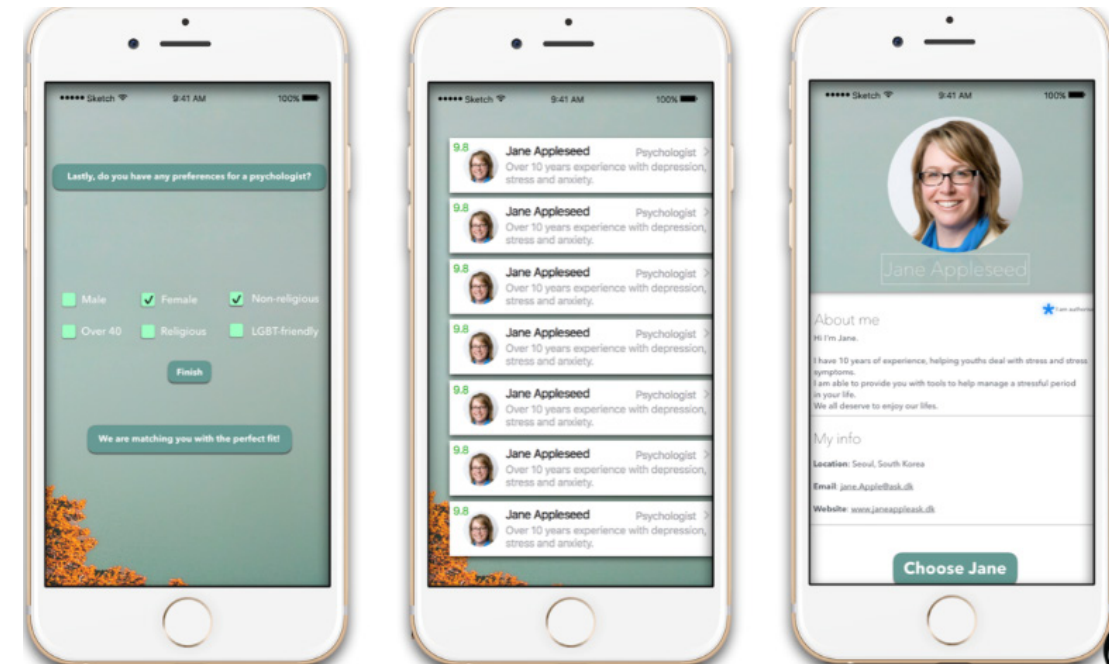 Sketch 9:41 AM 100%
Lastly, do you have any preferences for a psychologist?
Male Female Non-religious
Over 40 Religious LGBT-friendly
Finish
We are matching you with the perfect fit!
Sketch 9:41 AM 100%
9.8 Jane Appleseed Psychologist
Over 10 years experience with depression,
stress and anxiety.
9.8 Jane Appleseed Psychologist
Over 10 years experience with depression,
stress and anxiety.
9.8 Jane Appleseed Psychologist
Over 10 years experience with depression,
stress and anxiety.
9.8 Jane Appleseed Psychologist
Over 10 years experience with depression,
stress and anxiety.
9.8 Jane Appleseed Psychologist
Over 10 years experience with depression,
stress and anxiety.
9.8 Jane Appleseed Psychologist
Over 10 years experience with depression,
stress and anxiety.
9.8 Jane Appleseed Psychologist
Over 10 years experience with depression,
stress and anxiety.
Sketch 9:41 AM 100%
Jane Appleseed
I am
About me
Hi I'm Jane.
I have 10 years of experience, helping youths deal with stress and stress
symptoms.
I am able to provide you with tools to help manage a stressful period
in your life.
We all deserve to enjoy our lifes.
My info
Location: Seoul, South Korea
Email: jane.Apple@ask.dk
Website: www.janeappleask.dk
Choose Jane